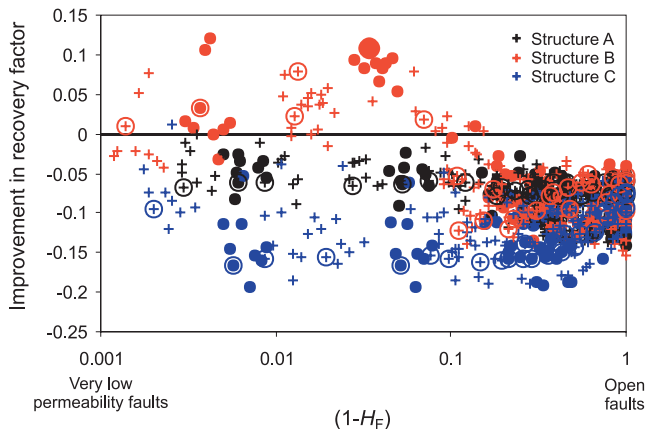 Improvement in recovery factor
0.15
0.1
0.05
0
-0.05
-0.1
-0.15
-0.2
-0.25
Structure A
Structure B
Structure C
0.001
0.01
0.1
1
Very low
permeability faults
Open
faults
(1-H_F)